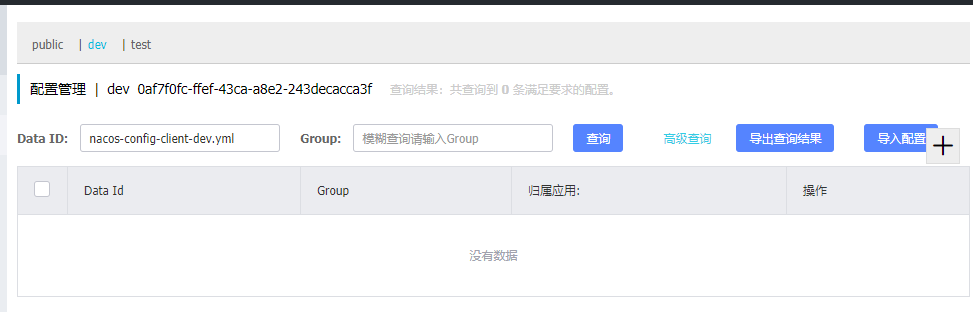 public | dev | test
配置管理 | dev 0af7f0fc-ffef-43ca-a8e2-243decacca3f 查询结果：共查询到 0 条满足要求的配置。
Data ID: nacos-config-client-dev.yml Group: 模糊查询请输入Group 查询 高级查询 导出查询结果 导入配置
Data Id Group 归属应用: 操作
没有数据